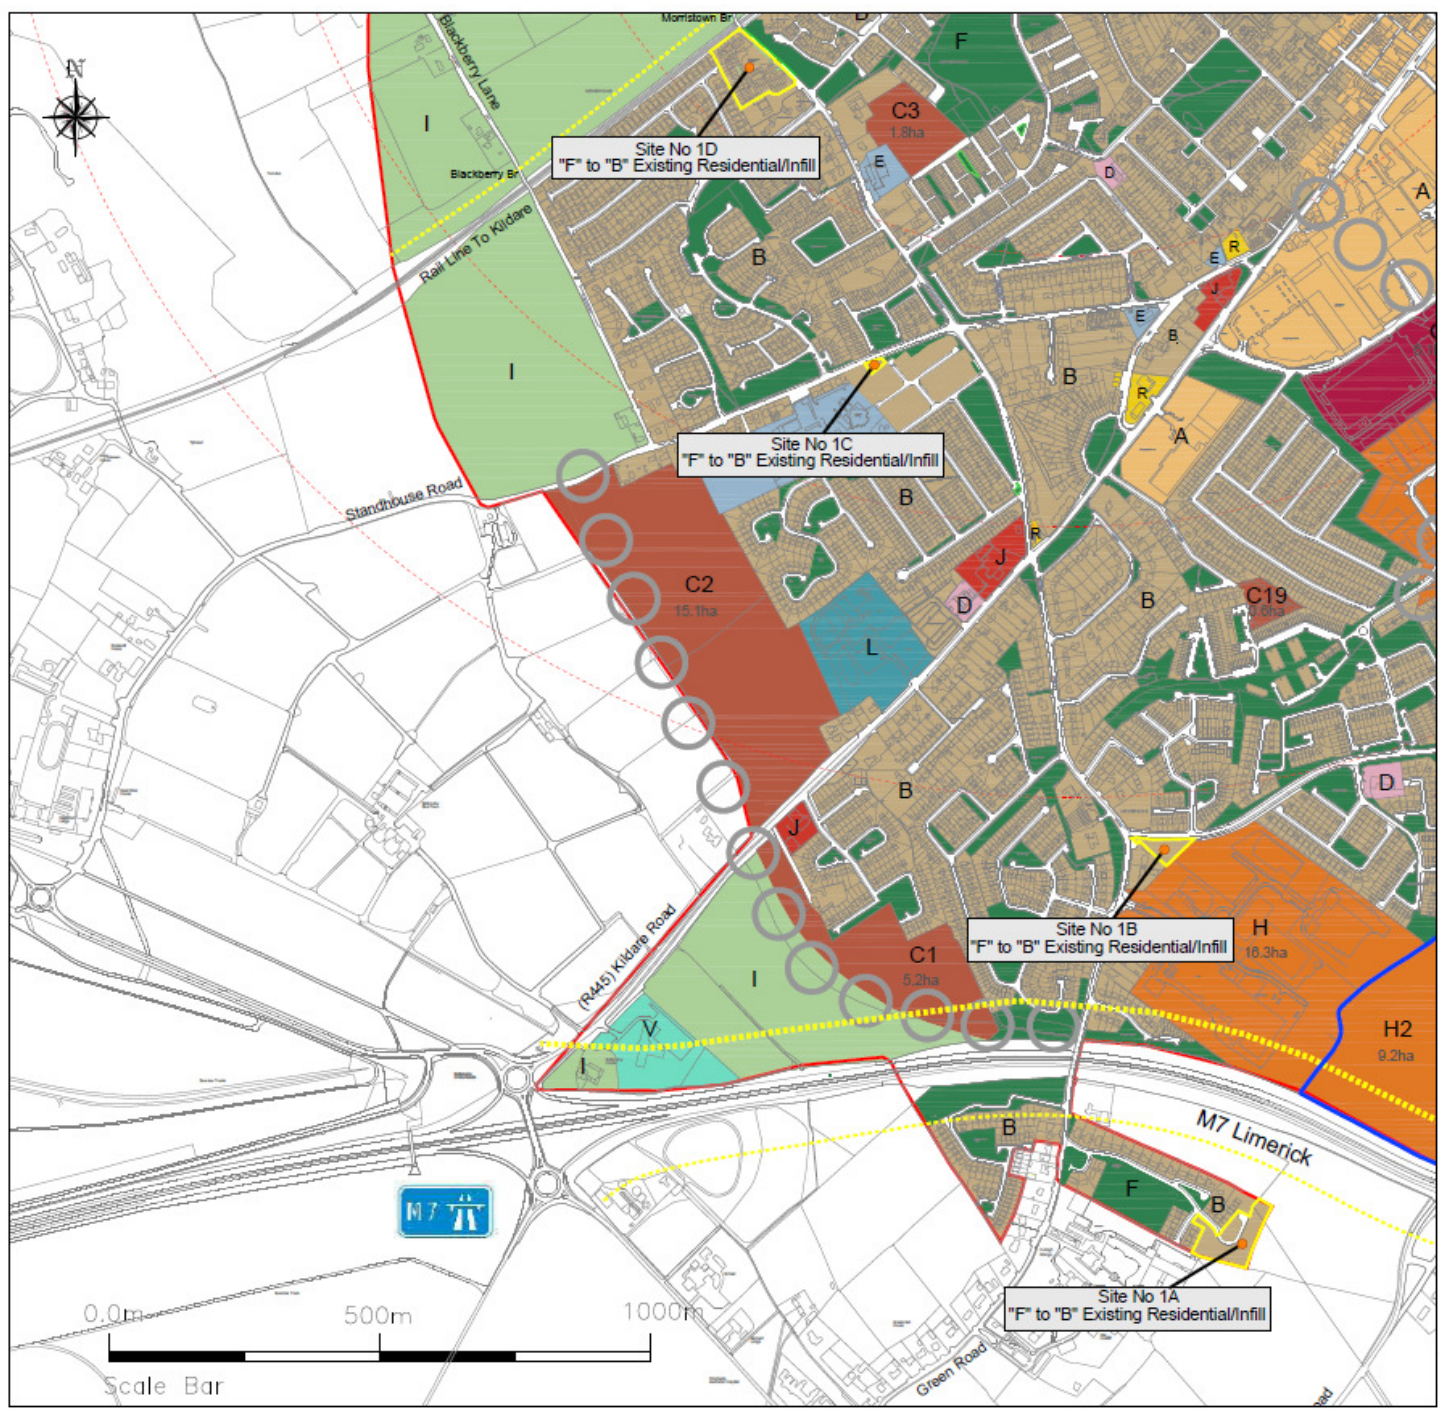 Morristown Br
D
Blackberry Lane
F
N
C3
1.8ha
I
Site No 1D
"F" to "B" Existing Residential/Infill
E
D
Blackberry Br
A
Rail Line To Kildare
B
E
R
J
E
B
I
B
R
A
Site No 1C
"F" to "B" Existing Residential/Infill
Standhouse Road
B
R
J
C2
15.1ha
D
B
C19
0.6ha
L
D
B
J
Site No 1B
"F" to "B" Existing Residential/Infill
H
16.3ha
(R445) Kildare Road
C1
5.2ha
I
V
H2
9.2ha
I
B
M7 Limerick
F
B
M7
Site No 1A
"F" to "B" Existing Residential/Infill
0.0m
500m
1000m
Green Road
Scale Bar